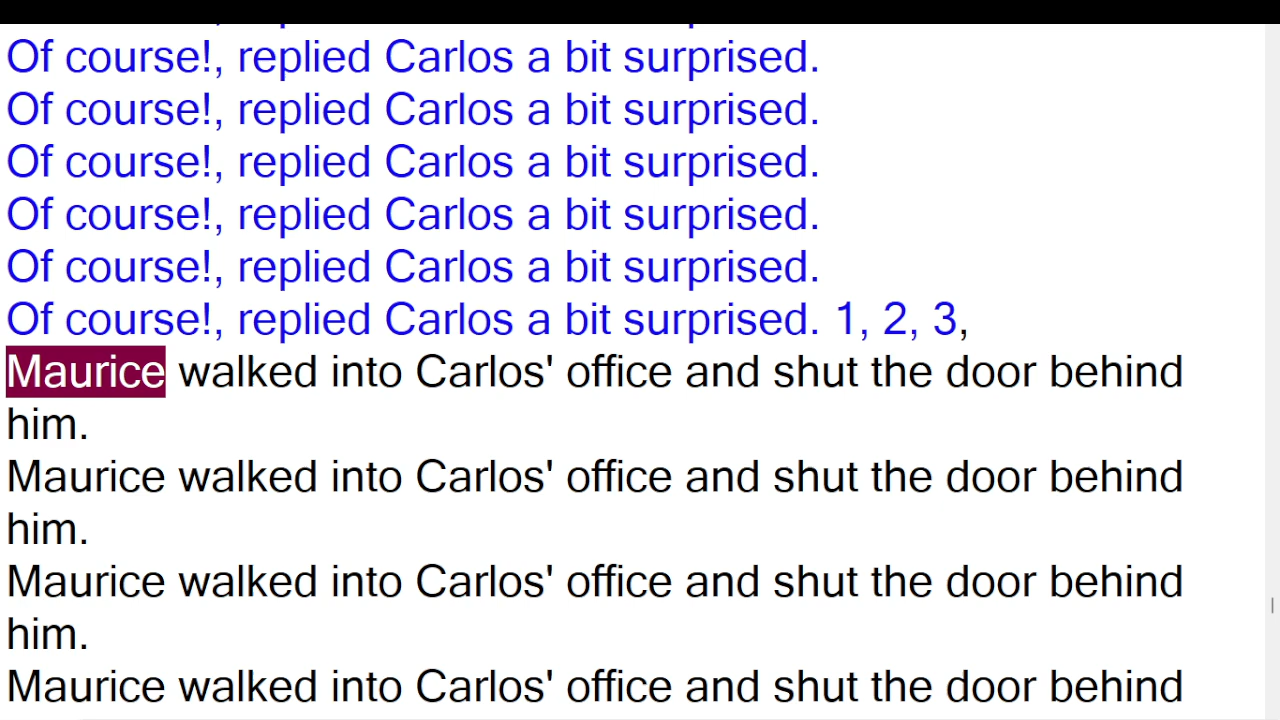 Of course!, replied Carlos a bit surprised.
Of course!, replied Carlos a bit surprised.
Of course!, replied Carlos a bit surprised.
Of course!, replied Carlos a bit surprised.
Of course!, replied Carlos a bit surprised.
Of course!, replied Carlos a bit surprised. 1, 2, 3,
Maurice walked into Carlos' office and shut the door behind
him.
Maurice walked into Carlos' office and shut the door behind
him.
Maurice walked into Carlos' office and shut the door behind
him.
Maurice walked into Carlos' office and shut the door behind